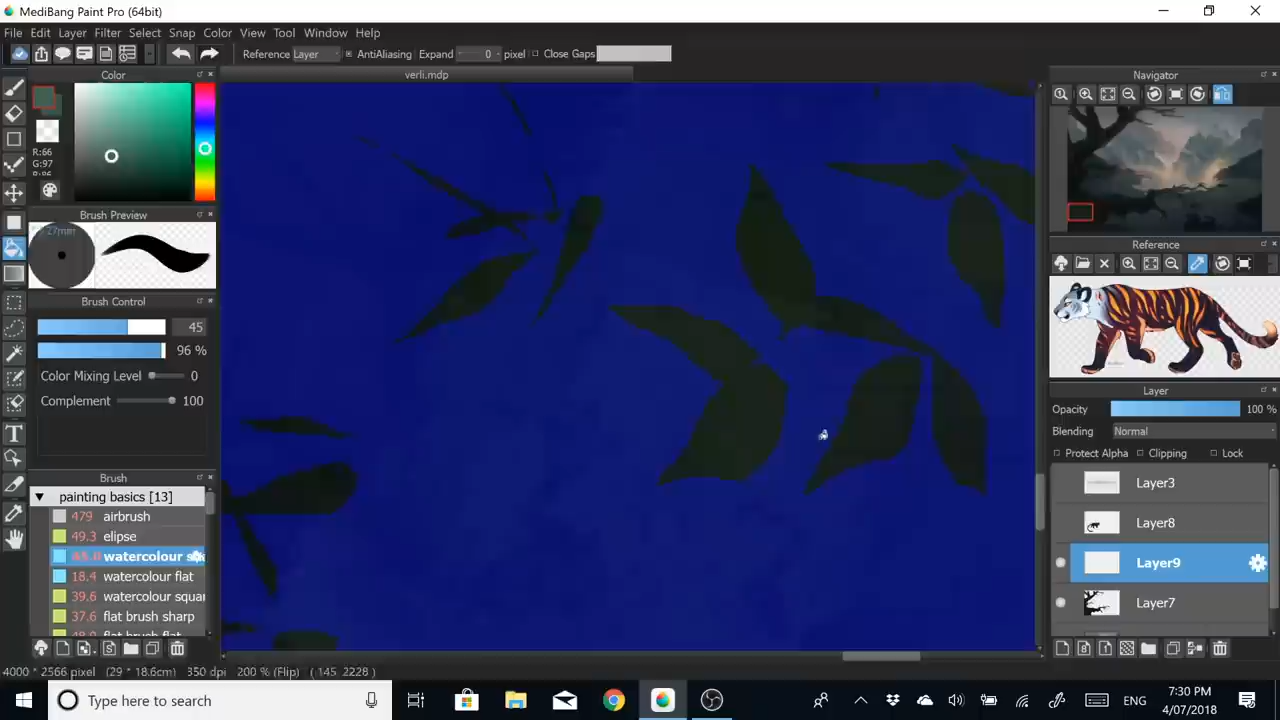 MediBang Paint Pro (64bit)
File Edit Layer Filter Select Snap Color View Tool Window Help
Reference Layer AntiAliasing Expand 0 pixel Close Gaps
Color
verli.mdp
Navigator
R:66
G:97
Brush Preview
27mm
Reference
Brush Control
45
96 %
Color Mixing Level 0
Complement 100
Layer
Opacity 100 %
Blending Normal
Protect Alpha Clipping Lock
Brush
painting basics [13]
479 airbrush
49.3 elipse
watercolour
18.4 watercolour flat
39.6 watercolour squar
37.6 flat brush sharp
flat brush flat
Layer3
Layer8
Layer9
Layer7
4000 * 2566 pixel (29 * 18.6cm) 350 dpi 200 % (Flip) ( 145, 2228 )
Type here to search
ENG
7:30 PM
4/07/2018